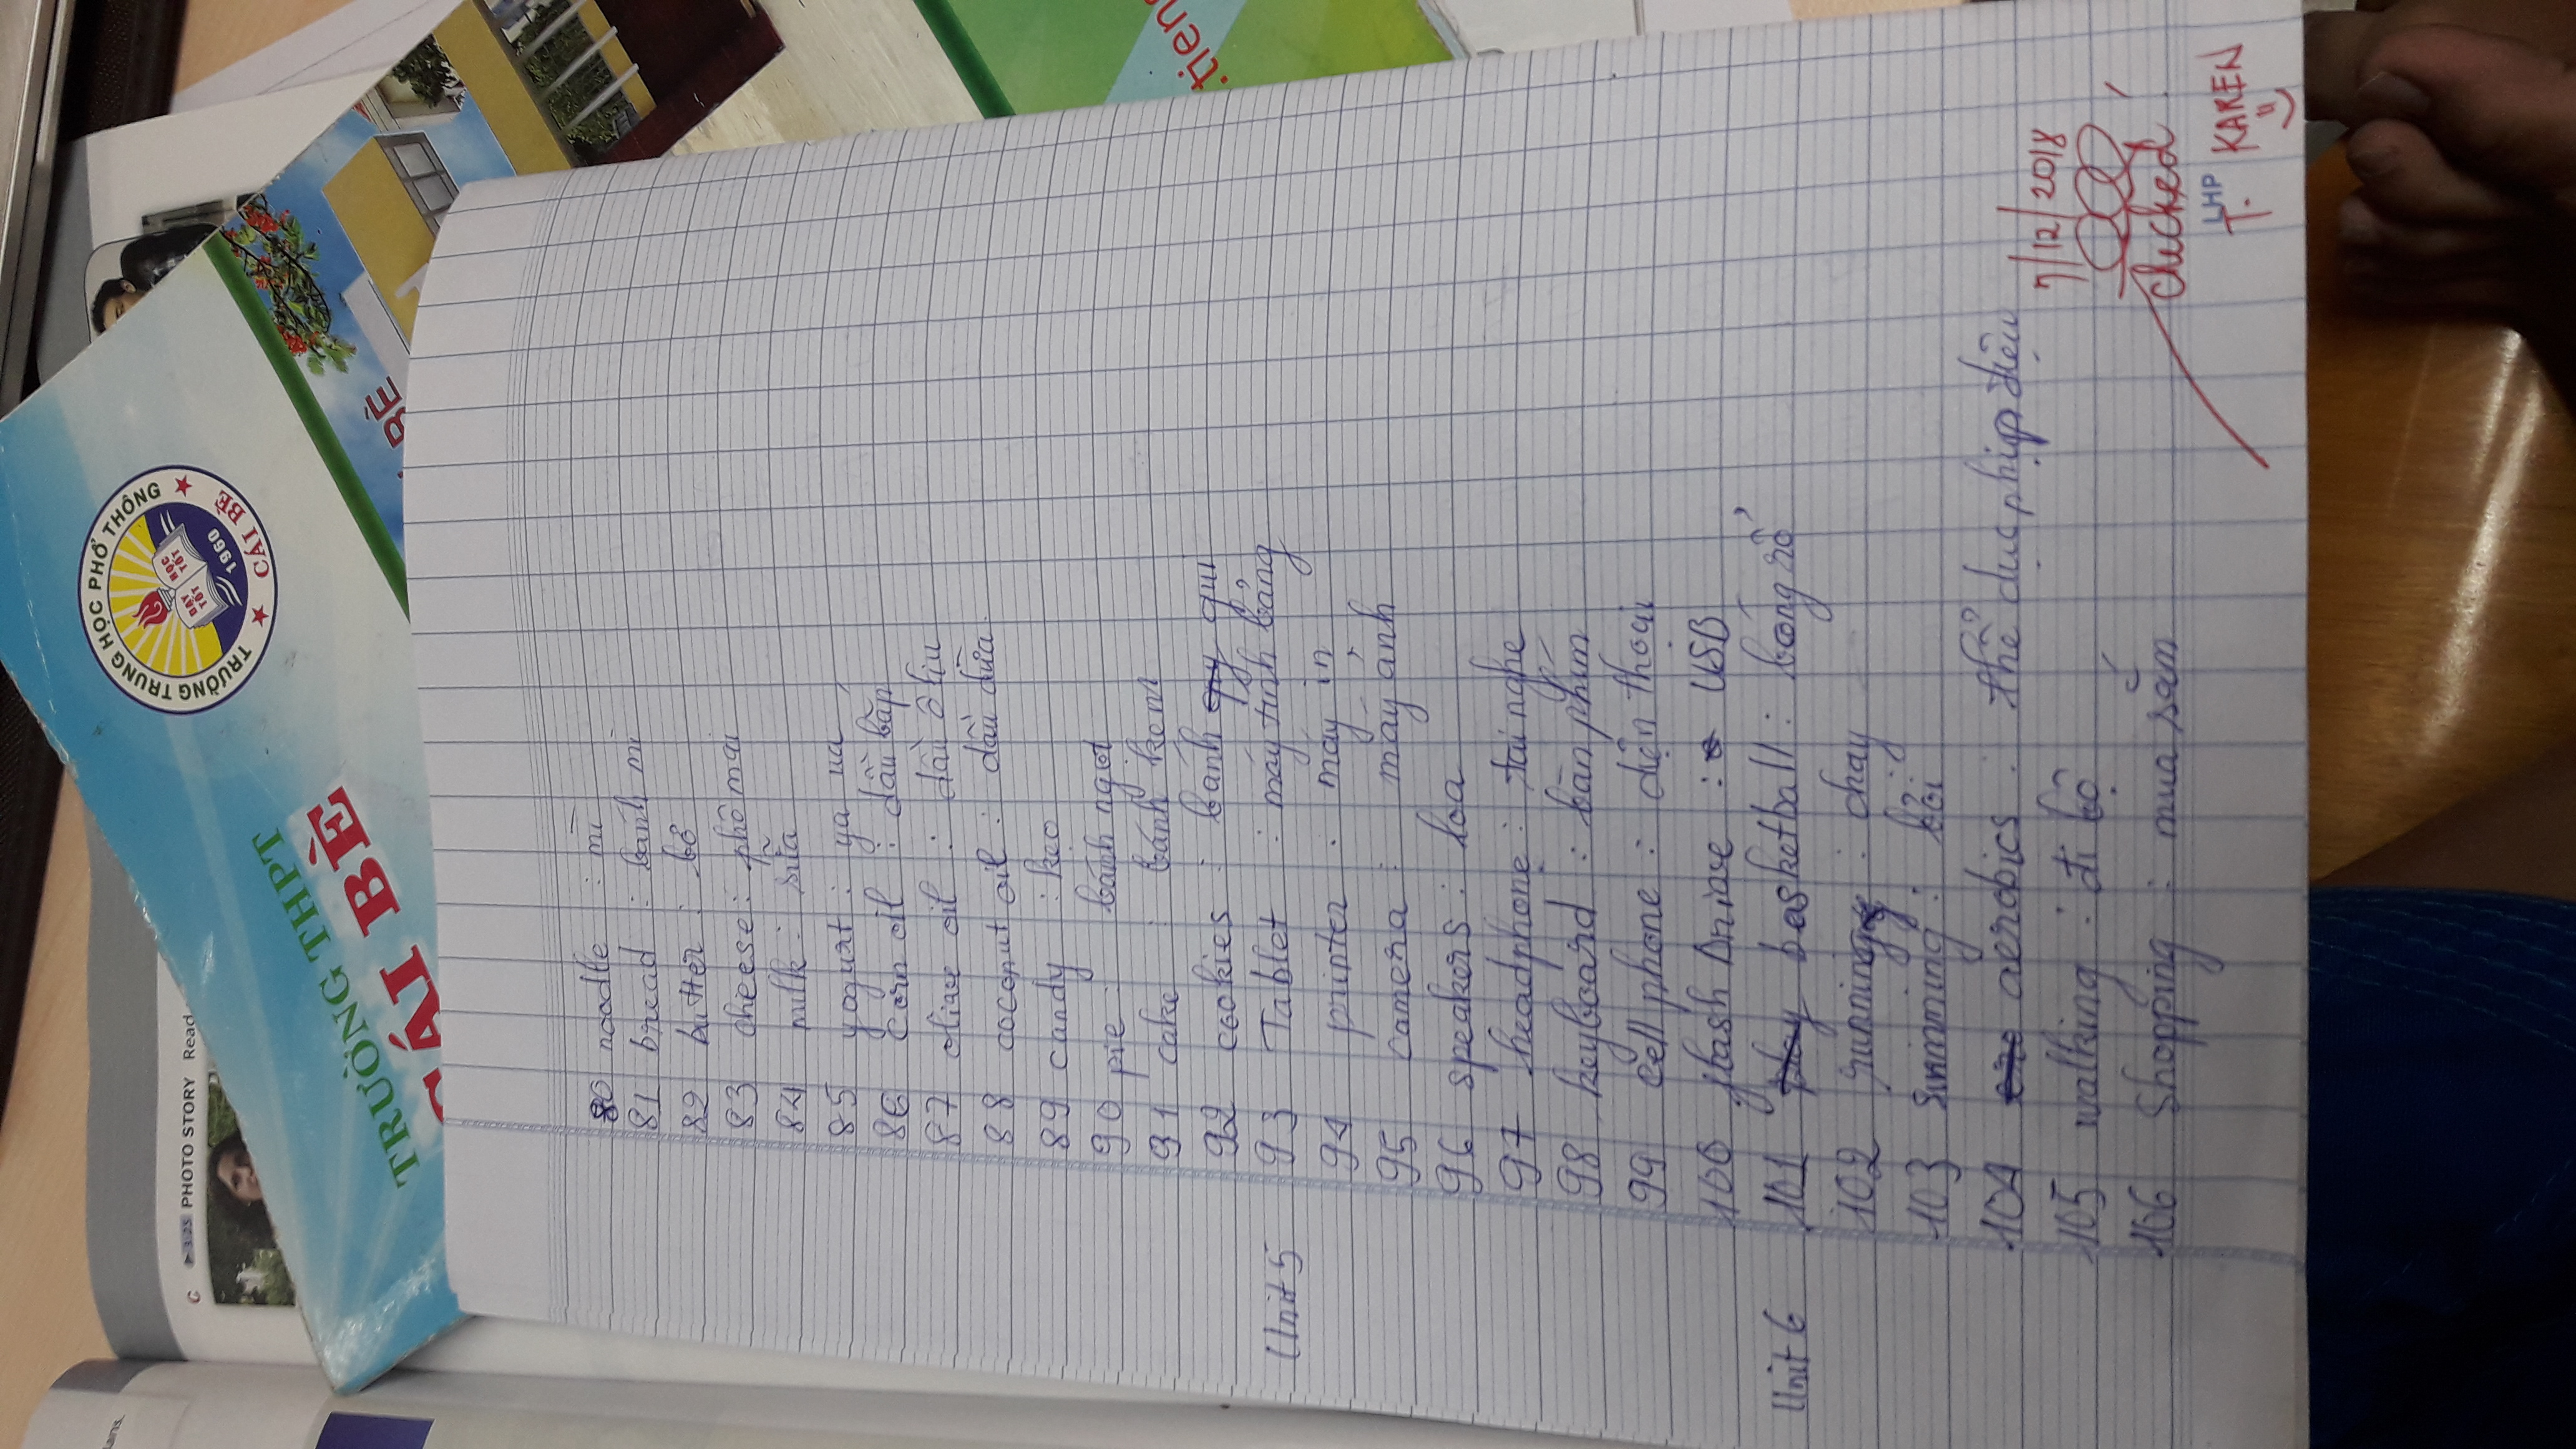 lans.
C ▶ 3:25 PHOTO STORY Read
TRƯỜNG TRUNG HỌC PHỔ THÔNG
DẠY TỐT HỌC TỐT
1960
★ CÁI BÈ ★
TRƯỜNG THPT
CÁI BÈ
BÈ
.tien
80 noodle : mì
81 bread : bánh mì
82 butter : bơ
83 cheese : phô mai
84 milk : sữa
85 yogurt : ya ua
86 corn oil : dầu bắp
87 oliave oil : dầu ô liu
88 coconut oil : dầu dừa
89 candy : kẹo
90 pie : bánh ngọt
91 cake : bánh kem
92 cookies : bánh qui
Unit 5 93 Tablet : máy tính bảng
94 printer : máy in
95 camera : máy ảnh
96 speakers : loa
97 headphone : tai nghe
98 keyboard : bàn phím
99 cell phone : điện thoại
100 flash Driave : USB
Unit 6 101 play basketball : bóng rổ
102 running : chạy
103 Swimming : bơi
104 aerobics : thể dục nhịp điệu
105 walking : đi bộ
106 Shopping : mua sắm
7/12/2018
checked!
LHP
T. KAREN